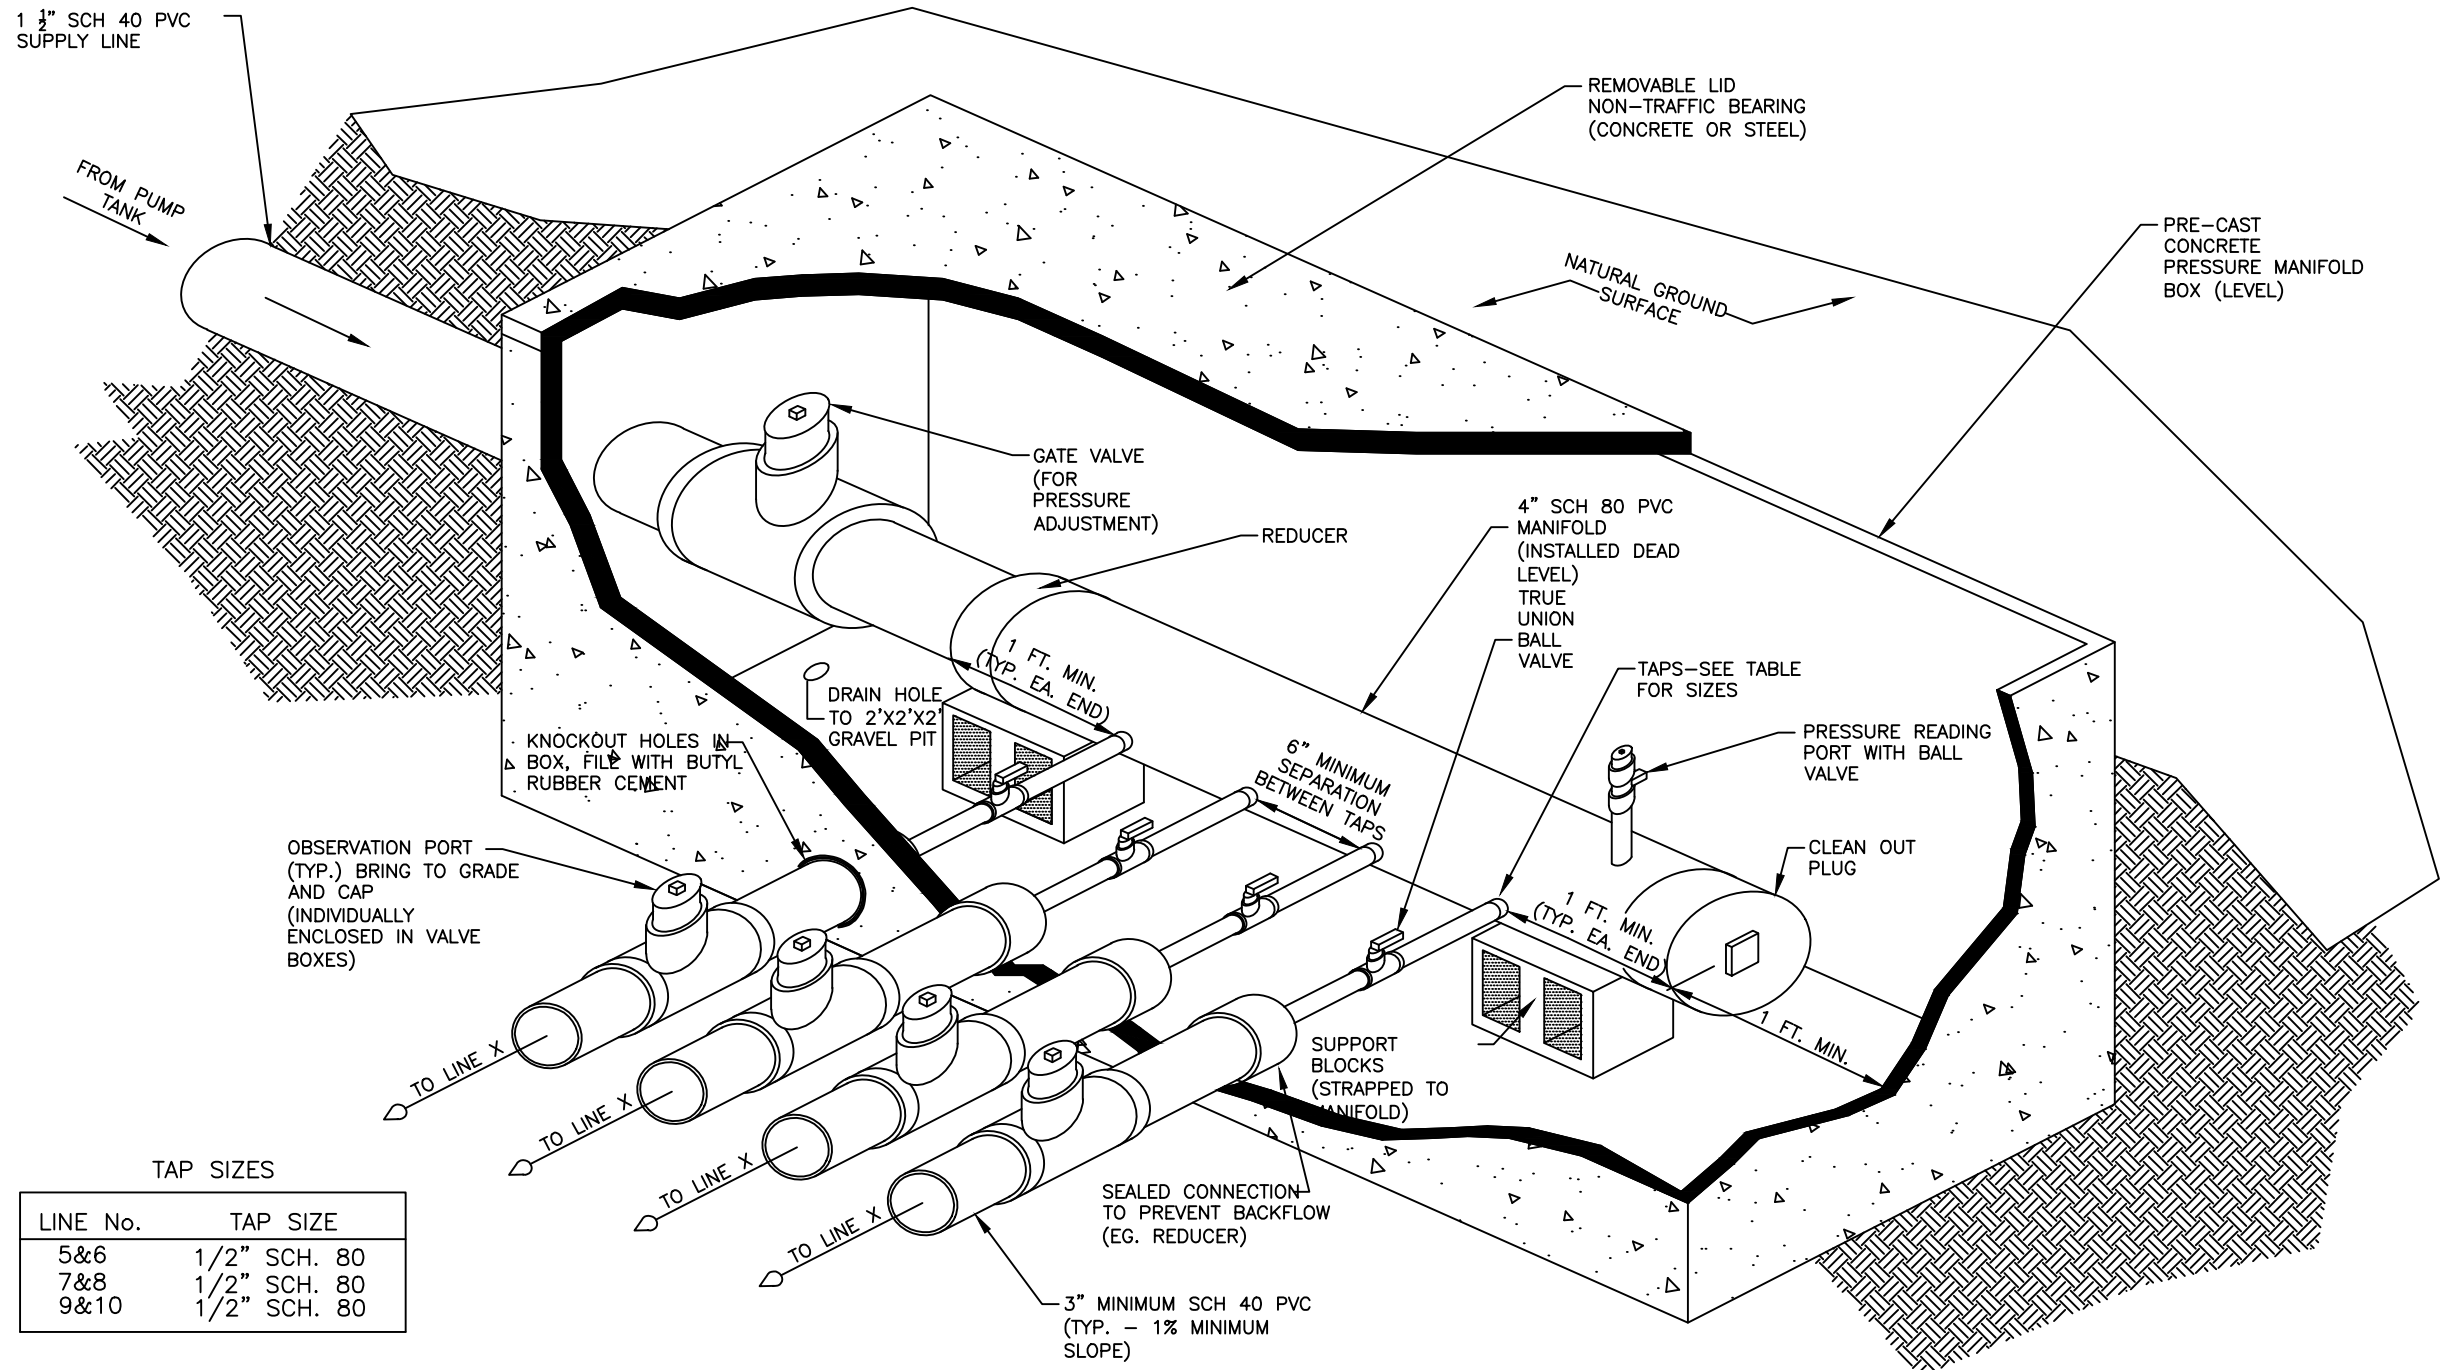 1 1/2” SCH 40 PVC
SUPPLY LINE
FROM PUMP
TANK
REMOVABLE LID
NON-TRAFFIC BEARING
(CONCRETE OR STEEL)
NATURAL GROUND
SURFACE
PRE-CAST
CONCRETE
PRESSURE MANIFOLD
BOX (LEVEL)
GATE VALVE
(FOR
PRESSURE
ADJUSTMENT)
REDUCER
4” SCH 80 PVC
MANIFOLD
(INSTALLED DEAD
LEVEL)
TRUE
UNION
BALL
VALVE
TAPS-SEE TABLE
FOR SIZES
PRESSURE READING
PORT WITH BALL
VALVE
CLEAN OUT
PLUG
1 FT. MIN.
(TYP. EA. END)
DRAIN HOLE
TO 2'X2'X2'
GRAVEL PIT
KNOCKOUT HOLES IN
BOX, FILL WITH BUTYL
RUBBER CEMENT
6” MINIMUM
SEPARATION
BETWEEN TAPS
OBSERVATION PORT
(TYP.) BRING TO GRADE
AND CAP
(INDIVIDUALLY
ENCLOSED IN VALVE
BOXES)
1 FT. MIN.
(TYP. EA. END)
1 FT. MIN.
SUPPORT
BLOCKS
(STRAPPED TO
MANIFOLD)
TO LINE X
TO LINE X
TO LINE X
TO LINE X
SEALED CONNECTION
TO PREVENT BACKFLOW
(EG. REDUCER)
3” MINIMUM SCH 40 PVC
(TYP. - 1% MINIMUM
SLOPE)
TAP SIZES
LINE No. TAP SIZE
5&6 1/2” SCH. 80
7&8 1/2” SCH. 80
9&10 1/2” SCH. 80